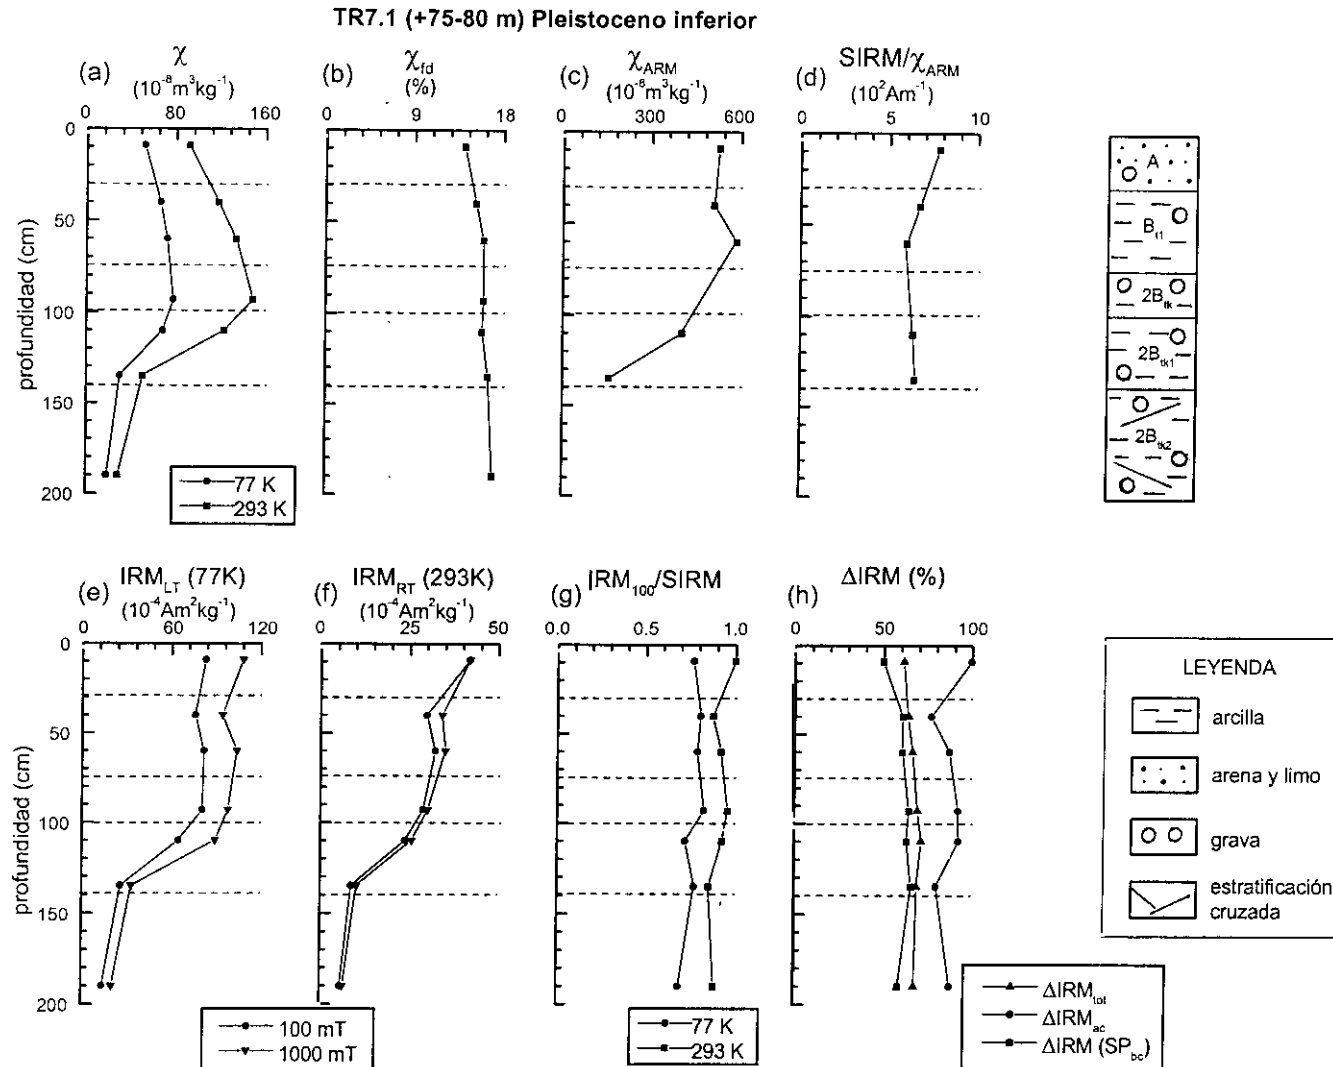 TR7.1 (+75-80 m) Pleistoceno inferior
(a) χ
(10⁻⁸m³kg⁻¹)
0 80 160
(b) χfd
(%)
0 9 18
(c) χARM
(10⁻⁸m³kg⁻¹)
0 300 600
(d) SIRM/χARM
(10²Am⁻¹)
0 5 10
profundidad (cm)
0
50
100
150
200
77 K
293 K
A
Bt1
2Btk
2Btk1
2Btk2
(e) IRMLT (77K)
(10⁻⁴Am²kg⁻¹)
0 60 120
(f) IRMRT (293K)
(10⁻⁴Am²kg⁻¹)
0 25 50
(g) IRM100/SIRM
0.0 0.5 1.0
(h) ΔIRM (%)
0 50 100
profundidad (cm)
0
50
100
150
200
100 mT
1000 mT
77 K
293 K
ΔIRMtot
ΔIRMac
ΔIRM (SPbc)
LEYENDA
arcilla
arena y limo
grava
estratificación
cruzada